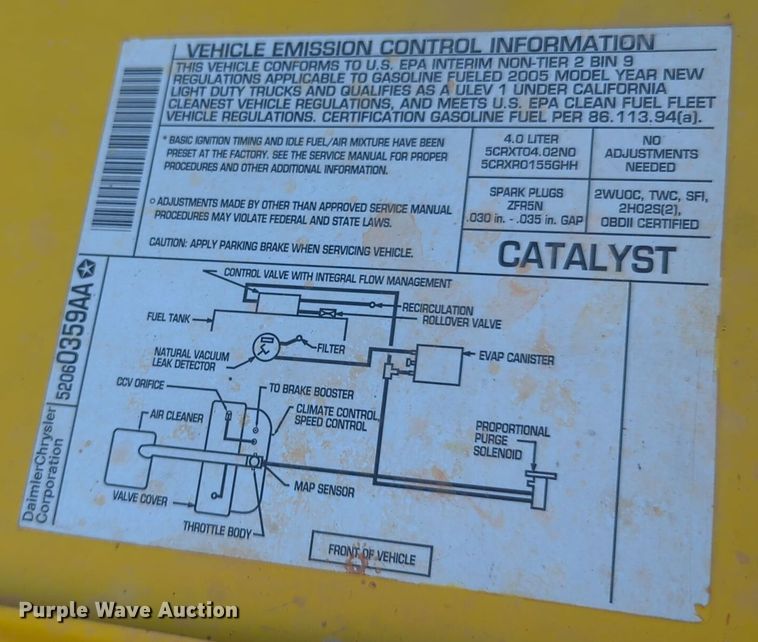 VEHICLE EMISSION CONTROL INFORMATION
THIS VEHICLE CONFORMS TO U.S. EPA INTERIM NON-TIER 2 BIN 9
REGULATIONS APPLICABLE TO GASOLINE FUELED 2005 MODEL YEAR NEW
LIGHT DUTY TRUCKS AND QUALIFIES AS A ULEV 1 UNDER CALIFORNIA
CLEANEST VEHICLE REGULATIONS, AND MEETS U.S. EPA CLEAN FUEL FLEET
VEHICLE REGULATIONS. CERTIFICATION GASOLINE FUEL PER 86.113.94(a).
* BASIC IGNITION TIMING AND IDLE FUEL/AIR MIXTURE HAVE BEEN
PRESET AT THE FACTORY. SEE THE SERVICE MANUAL FOR PROPER
PROCEDURES AND OTHER ADDITIONAL INFORMATION.
○ ADJUSTMENTS MADE BY OTHER THAN APPROVED SERVICE MANUAL
PROCEDURES MAY VIOLATE FEDERAL AND STATE LAWS.
CAUTION: APPLY PARKING BRAKE WHEN SERVICING VEHICLE.
4.0 LITER
5CRXT04.02N0
5CRXR0155GHH
NO
ADJUSTMENTS
NEEDED
SPARK PLUGS
ZFR5N
.030 in. - .035 in. GAP
2WUOC, TWC, SFI,
2HO2S(2),
OBDII CERTIFIED
CATALYST
CONTROL VALVE WITH INTEGRAL FLOW MANAGEMENT
RECIRCULATION
ROLLOVER VALVE
FUEL TANK
FILTER
NATURAL VACUUM
LEAK DETECTOR
EVAP CANISTER
CCV ORIFICE
TO BRAKE BOOSTER
CLIMATE CONTROL,
SPEED CONTROL
AIR CLEANER
PROPORTIONAL
PURGE
SOLENOID
MAP SENSOR
VALVE COVER
THROTTLE BODY
FRONT OF VEHICLE
DaimlerChrysler
Corporation
52060359AA
Purple Wave Auction